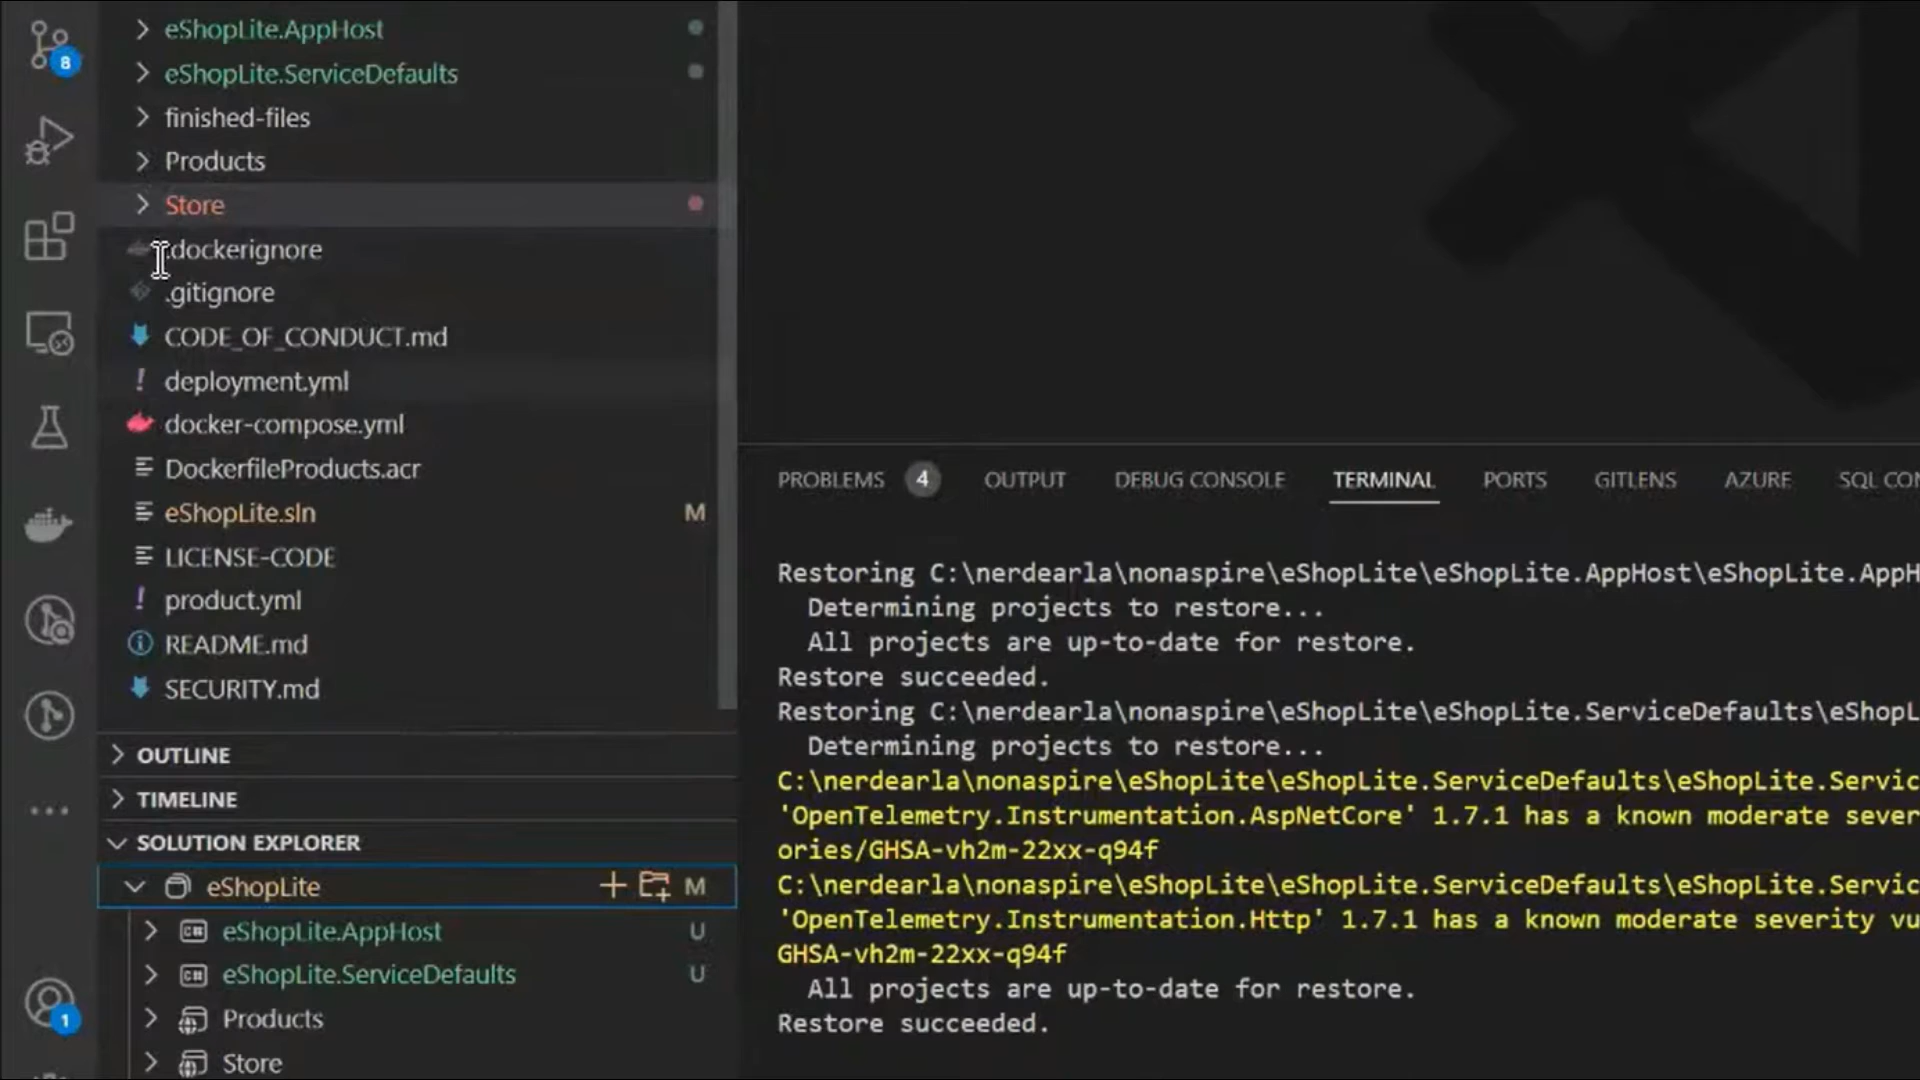 8
eShopLite.AppHost
eShopLite.ServiceDefaults
finished-files
Products
Store
.dockerignore
.gitignore
CODE_OF_CONDUCT.md
! deployment.yml
docker-compose.yml
DockerfileProducts.acr
eShopLite.sln M
LICENSE-CODE
! product.yml
README.md
SECURITY.md
OUTLINE
TIMELINE
SOLUTION EXPLORER
eShopLite M
C# eShopLite.AppHost U
C# eShopLite.ServiceDefaults U
Products
Store
1
PROBLEMS 4 OUTPUT DEBUG CONSOLE TERMINAL PORTS GITLENS AZURE SQL CON
Restoring C:\nerdearla\nonaspire\eShopLite\eShopLite.AppHost\eShopLite.AppH
Determining projects to restore...
All projects are up-to-date for restore.
Restore succeeded.
Restoring C:\nerdearla\nonaspire\eShopLite\eShopLite.ServiceDefaults\eShopL
Determining projects to restore...
C:\nerdearla\nonaspire\eShopLite\eShopLite.ServiceDefaults\eShopLite.Servic
'OpenTelemetry.Instrumentation.AspNetCore' 1.7.1 has a known moderate sever
ories/GHSA-vh2m-22xx-q94f
C:\nerdearla\nonaspire\eShopLite\eShopLite.ServiceDefaults\eShopLite.Servic
'OpenTelemetry.Instrumentation.Http' 1.7.1 has a known moderate severity vu
GHSA-vh2m-22xx-q94f
All projects are up-to-date for restore.
Restore succeeded.